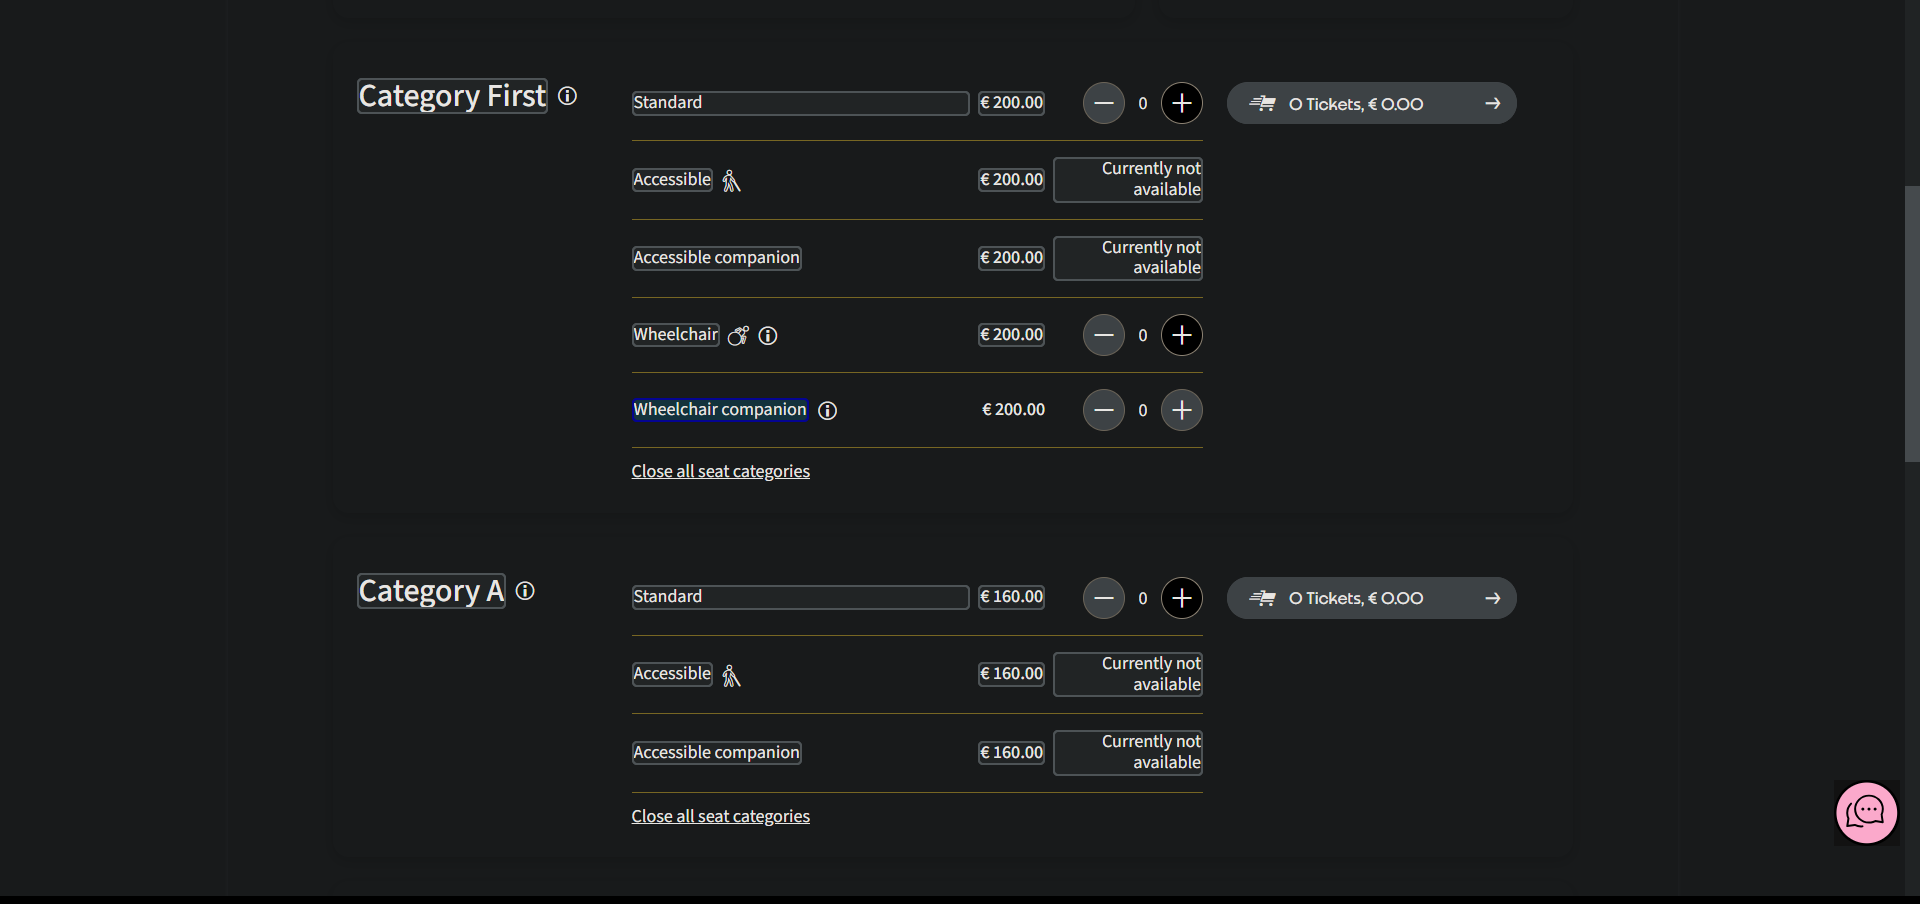 Category First
Standard
€ 200.00
0
0 Tickets, € 0.00
Accessible
€ 200.00
Currently not
available
Accessible companion
€ 200.00
Currently not
available
Wheelchair
€ 200.00
0
Wheelchair companion
€ 200.00
0
Close all seat categories
Category A
Standard
€ 160.00
0
0 Tickets, € 0.00
Accessible
€ 160.00
Currently not
available
Accessible companion
€ 160.00
Currently not
available
Close all seat categories